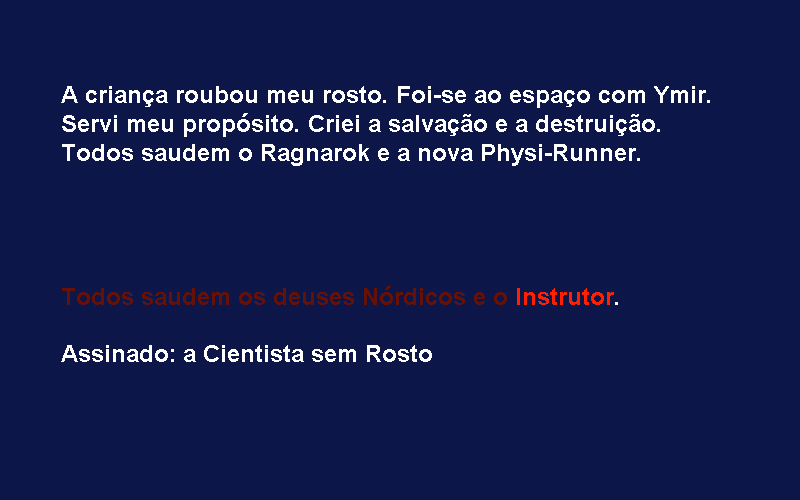 A criança roubou meu rosto. Foi-se ao espaço com Ymir.
Servi meu propósito. Criei a salvação e a destruição.
Todos saudem o Ragnarok e a nova Physi-Runner.
Todos saudem os deuses Nórdicos e o Instrutor.
Assinado: a Cientista sem Rosto